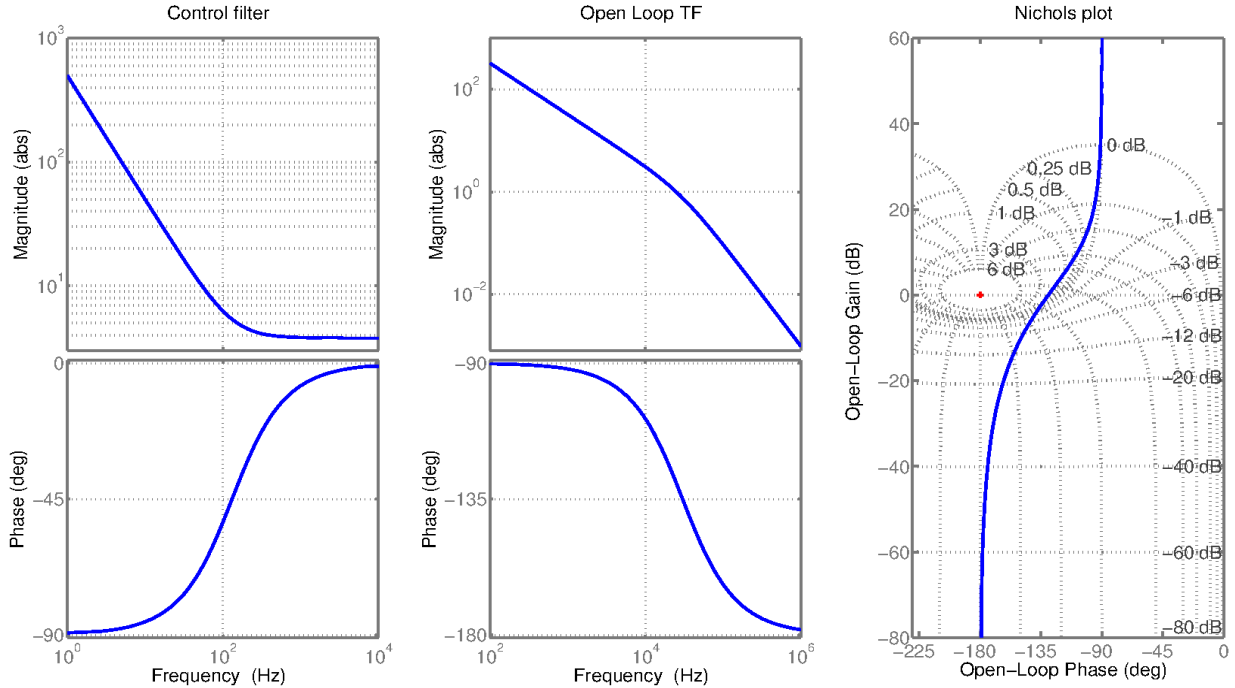 Control filter
Open Loop TF
Nichols plot
10^3
10^2
10^1
Magnitude (abs)
0
−45
−90
Phase (deg)
10^0
10^2
10^4
Frequency (Hz)
10^2
10^0
10^−2
Magnitude (abs)
−90
−135
−180
Phase (deg)
10^2
10^4
10^6
Frequency (Hz)
60
40
20
0
−20
−40
−60
−80
Open−Loop Gain (dB)
0 dB
0.25 dB
0.5 dB
1 dB
3 dB
6 dB
−1 dB
−3 dB
−6 dB
−12 dB
−20 dB
−40 dB
−60 dB
−80 dB
−225
−180
−135
−90
−45
0
Open−Loop Phase (deg)